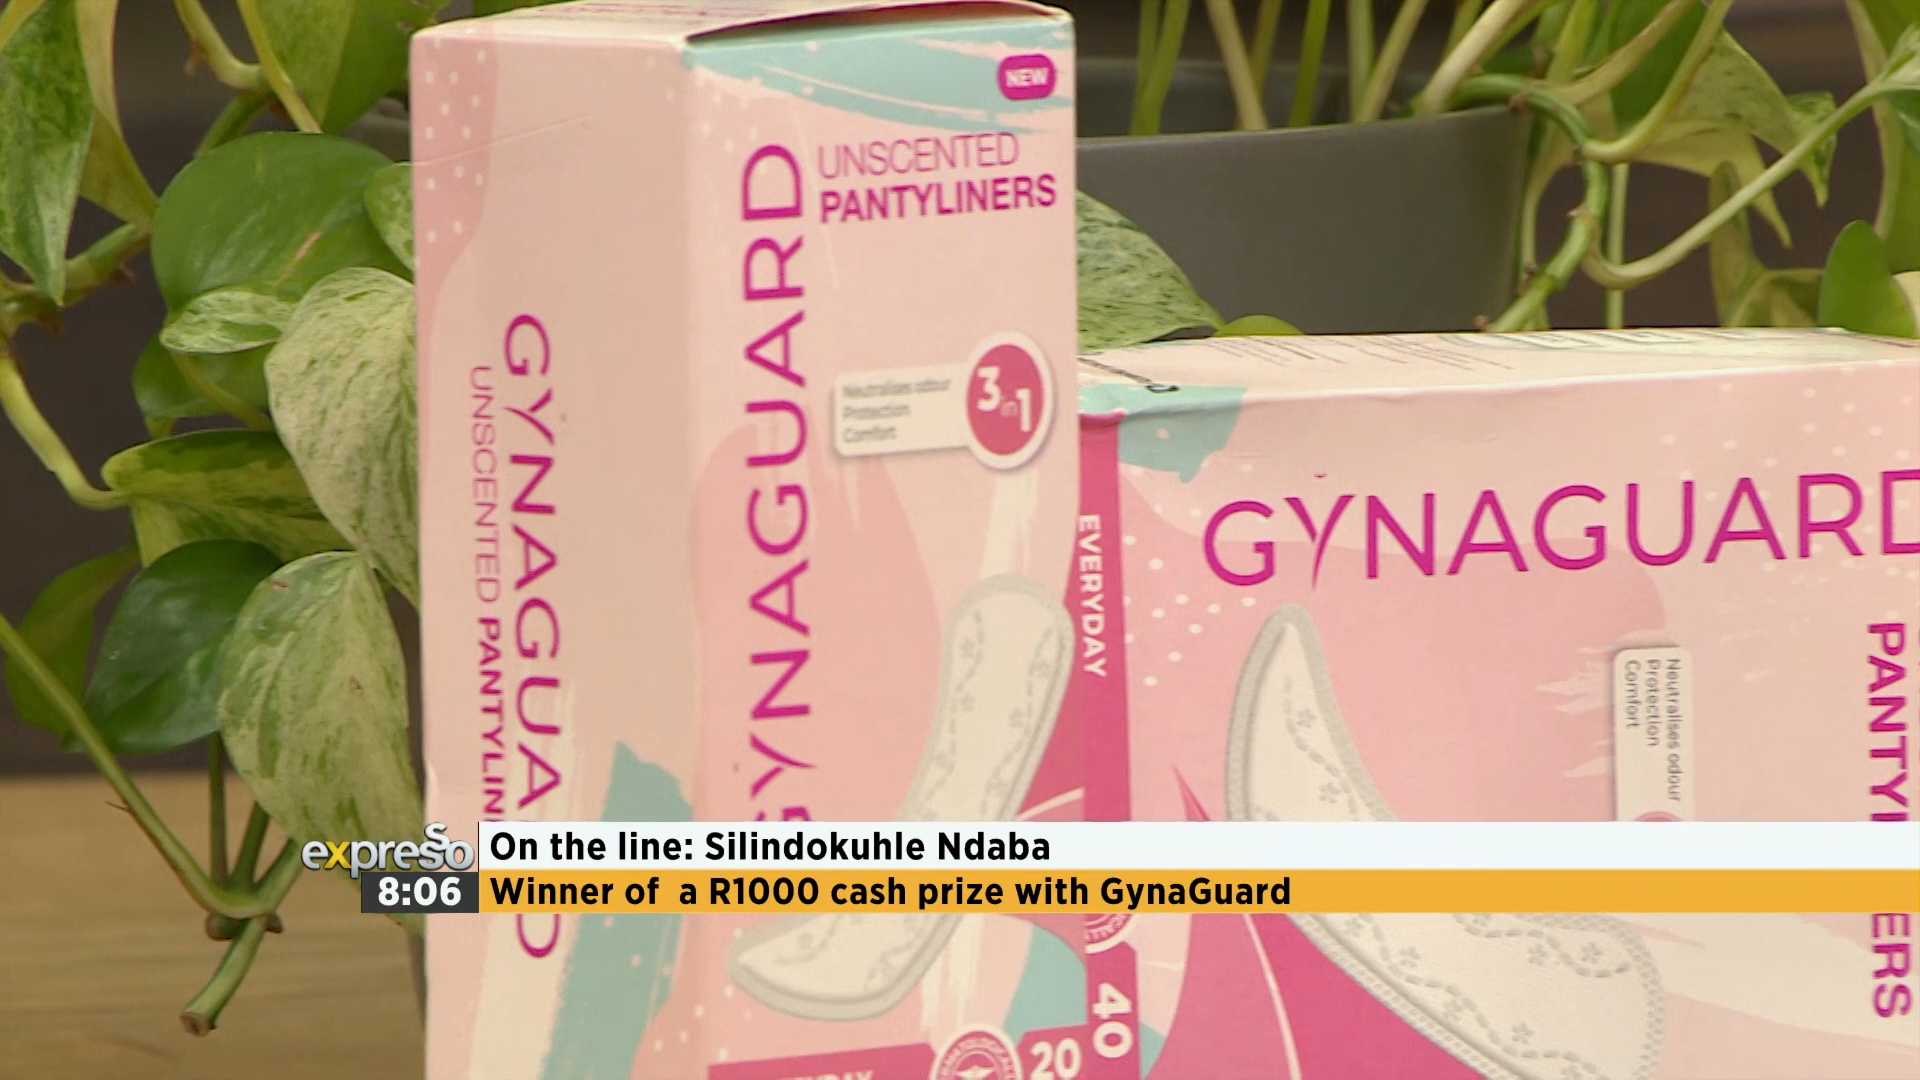 NEW
UNSCENTED
PANTYLINERS
GYNAGUARD
Neutralises odour
Protection
Comfort
3in1
GYNAGUA D
UNSCENTED PANTYLIN
EVERYDAY
GYNAGUARD
Neutralises odour
Protection
Comfort
PANTY ERS
expresso
8:06
On the line: Silindokuhle Ndaba
Winner of a R1000 cash prize with GynaGuard
40
20